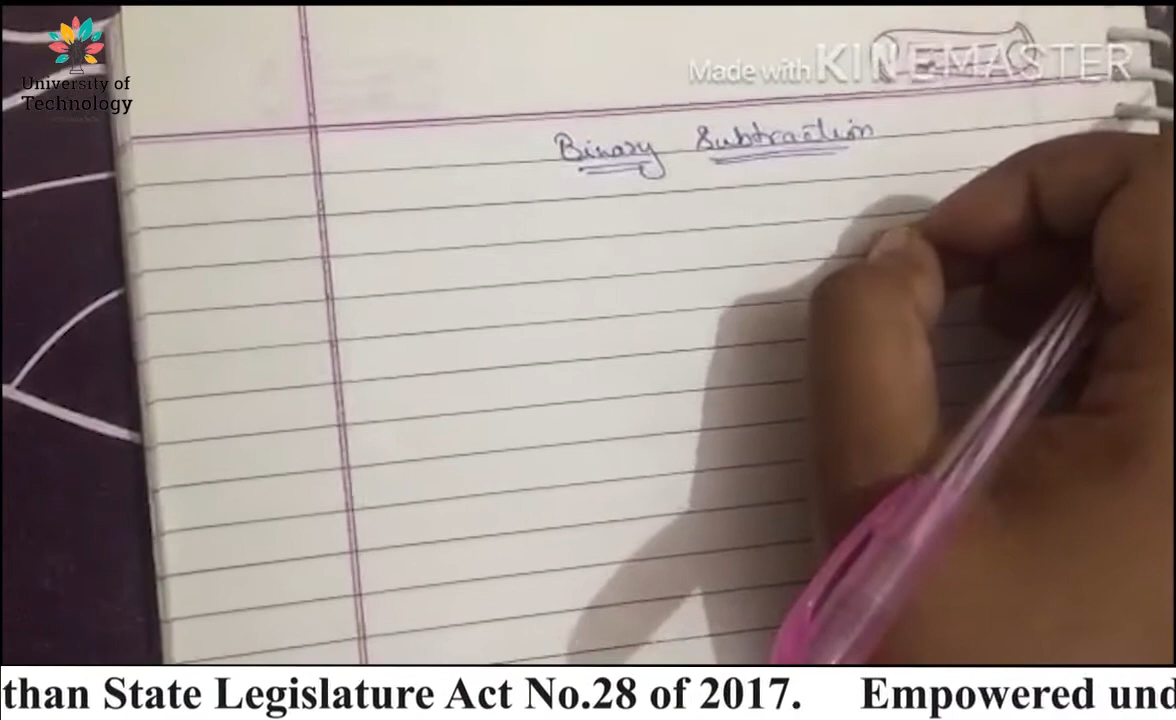 University of
Technology
Made with KINEMASTER
Binary Subtraction
than State Legislature Act No.28 of 2017. Empowered und